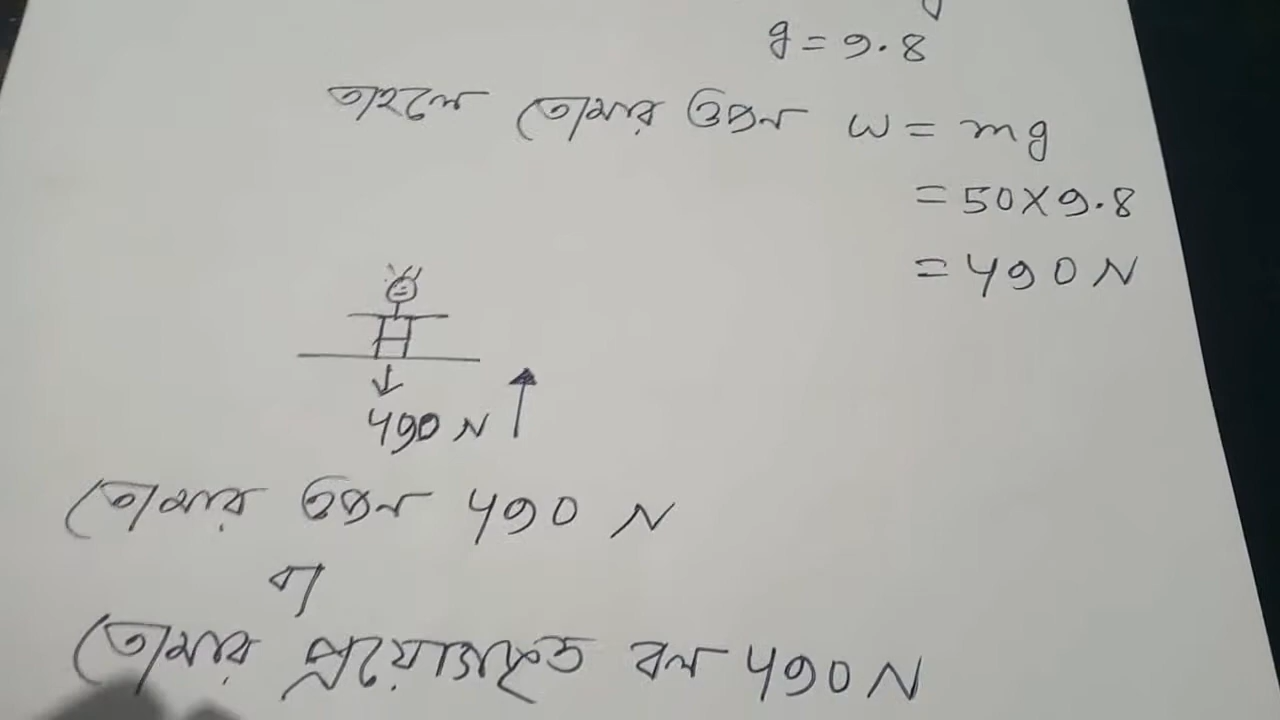 g = 9.8
তাহলে তোমার ওজন W = mg
= 50 × 9.8
= 490 N
490 N
তোমার ওজন 490 N
বা
তোমার প্রয়োগকৃত বল 490 N